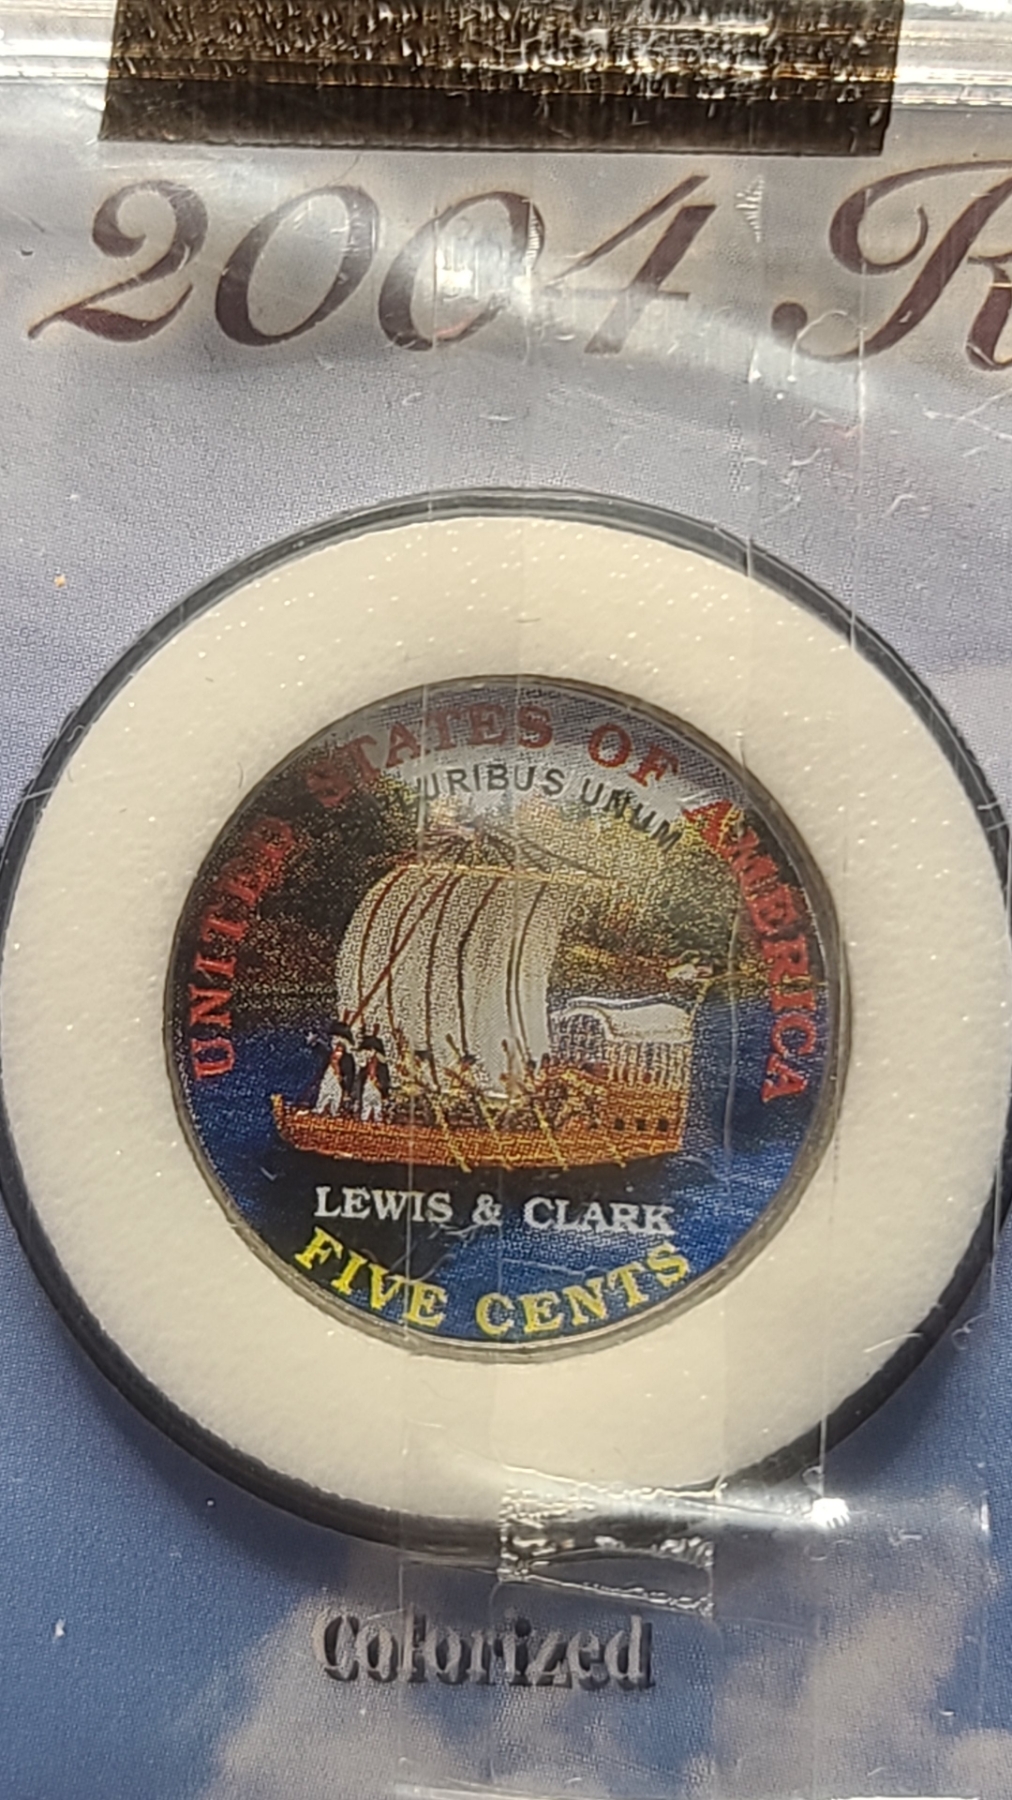 2004 R
UNITED STATES OF AMERICA
PLURIBUS UNUM
LEWIS & CLARK
FIVE CENTS
Colorized